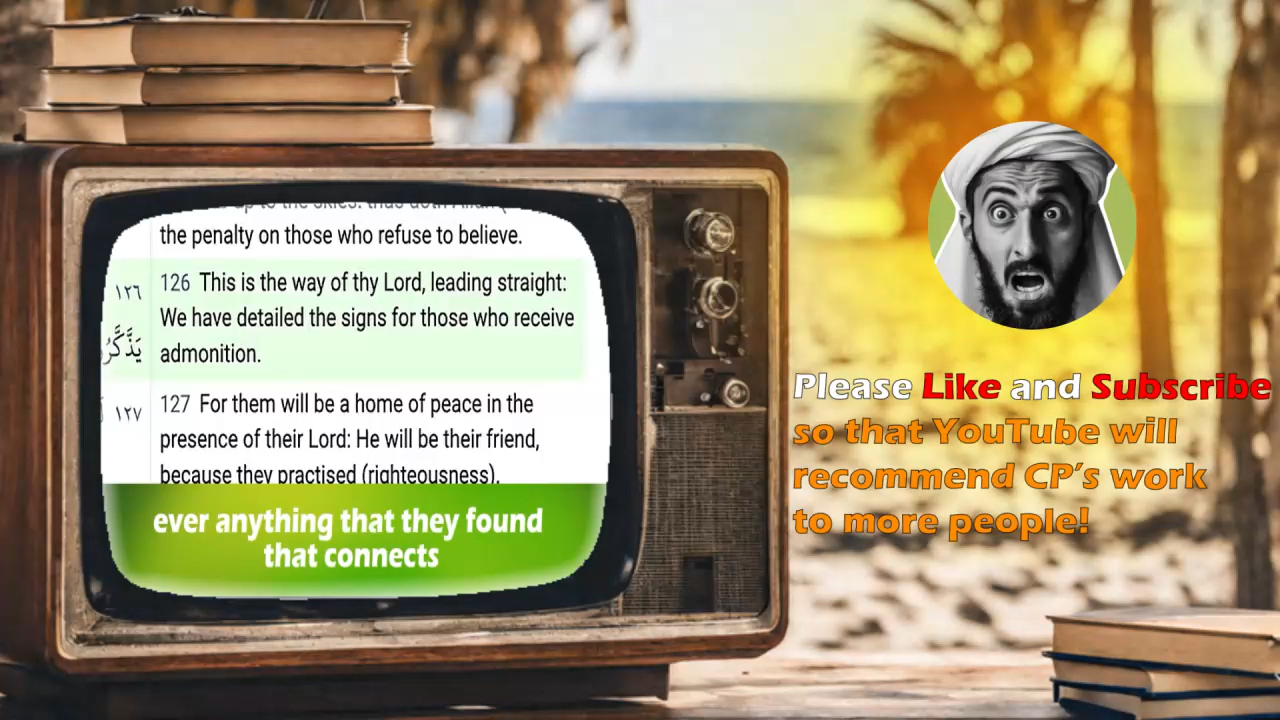 the penalty on those who refuse to believe.
١٢٦
126 This is the way of thy Lord, leading straight:
We have detailed the signs for those who receive
يَذَّكَّرُ
admonition.
١٢٧
127 For them will be a home of peace in the
presence of their Lord: He will be their friend,
because they practised (righteousness).
ever anything that they found
that connects
Please Like and Subscribe
so that YouTube will
recommend CP's work
to more people!